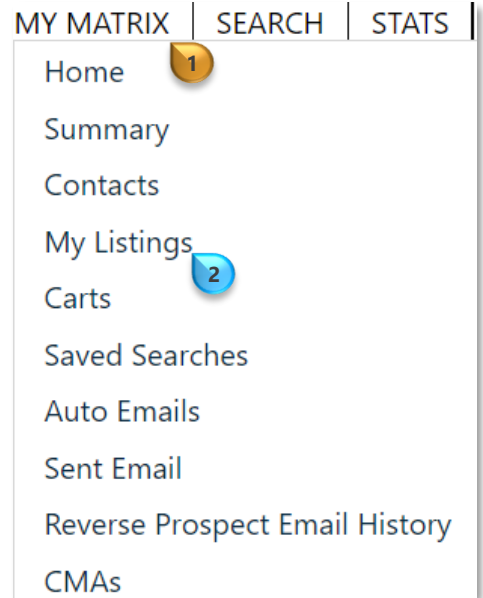 MY MATRIX | SEARCH | STATS
1
Home
Summary
Contacts
My Listings
2
Carts
Saved Searches
Auto Emails
Sent Email
Reverse Prospect Email History
CMAs